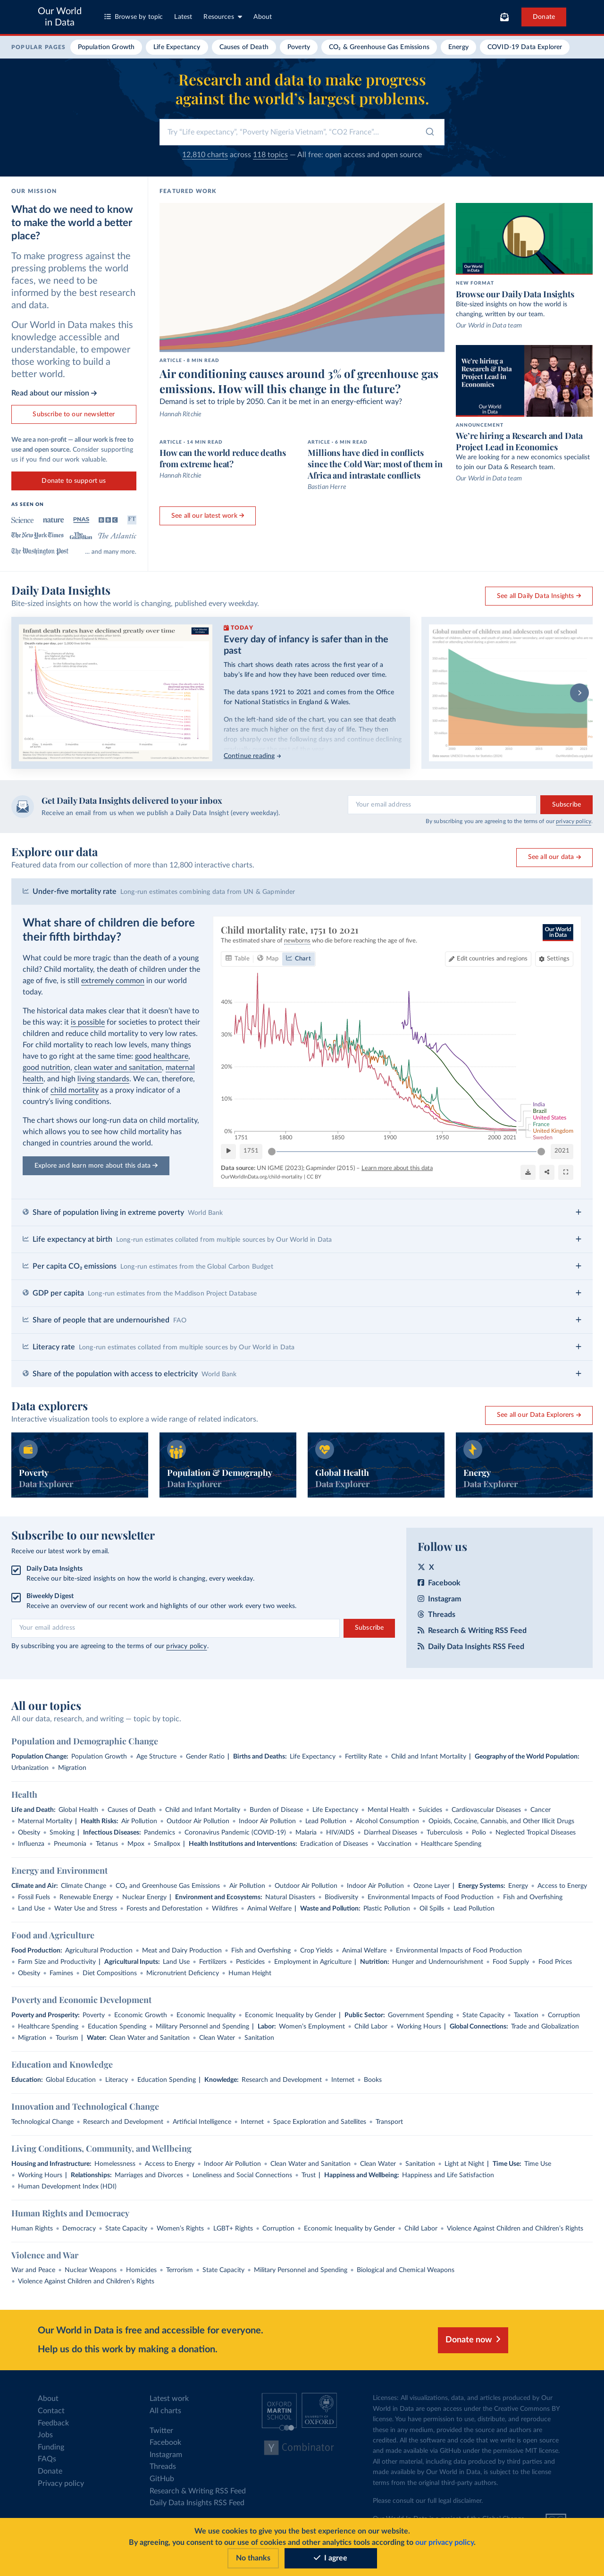 Our World
in Data
Browse by topic
Latest
Resources
About
Donate
POPULAR PAGES
Population Growth
Life Expectancy
Causes of Death
Poverty
CO₂ & Greenhouse Gas Emissions
Energy
COVID-19 Data Explorer
Research and data to make progress
against the world's largest problems.
Try "Life expectancy", "Poverty Nigeria Vietnam", "CO2 France"...
12,810 charts across 118 topics — All free: open access and open source
OUR MISSION
What do we need to know
to make the world a better
place?
To make progress against the
pressing problems the world
faces, we need to be
informed by the best research
and data.
Our World in Data makes this
knowledge accessible and
understandable, to empower
those working to build a
better world.
Read about our mission →
Subscribe to our newsletter
We are a non-profit — all our work is free to
use and open source. Consider supporting
us if you find our work valuable.
Donate to support us
AS SEEN ON
Science
nature
PNAS
BBC
FT
The New York Times
The Guardian
The Atlantic
The Washington Post
... and many more.
FEATURED WORK
ARTICLE · 8 MIN READ
Air conditioning causes around 3% of greenhouse gas
emissions. How will this change in the future?
Demand is set to triple by 2050. Can it be met in an energy-efficient way?
Hannah Ritchie
ARTICLE · 14 MIN READ
How can the world reduce deaths
from extreme heat?
Hannah Ritchie
ARTICLE · 6 MIN READ
Millions have died in conflicts
since the Cold War; most of them in
Africa and intrastate conflicts
Bastian Herre
See all our latest work →
Our World
in Data
NEW FORMAT
Browse our Daily Data Insights
Bite-sized insights on how the world is
changing, written by our team.
Our World in Data team
We're hiring a
Research & Data
Project Lead in
Economics
Our World
in Data
ANNOUNCEMENT
We're hiring a Research and Data
Project Lead in Economics
We are looking for a new economics specialist
to join our Data & Research team.
Our World in Data team
Daily Data Insights
Bite-sized insights on how the world is changing, published every weekday.
See all Daily Data Insights →
Infant death rates have declined greatly over time
TODAY
Every day of infancy is safer than in the
past
This chart shows death rates across the first year of a
baby's life and how they have been reduced over time.
The data spans 1921 to 2021 and comes from the Office
for National Statistics in England & Wales.
On the left-hand side of the chart, you can see that death
rates are much higher on the first day of life. They then
drop sharply over the following days and continue declining
Continue reading →
Global number of children and adolescents out of school
Get Daily Data Insights delivered to your inbox
Receive an email from us when we publish a Daily Data Insight (every weekday).
Your email address
Subscribe
By subscribing you are agreeing to the terms of our privacy policy.
Explore our data
Featured data from our collection of more than 12,800 interactive charts.
See all our data →
Under-five mortality rate Long-run estimates combining data from UN & Gapminder
What share of children die before
their fifth birthday?
What could be more tragic than the death of a young
child? Child mortality, the death of children under the
age of five, is still extremely common in our world
today.
The historical data makes clear that it doesn't have to
be this way: it is possible for societies to protect their
children and reduce child mortality to very low rates.
For child mortality to reach low levels, many things
have to go right at the same time: good healthcare,
good nutrition, clean water and sanitation, maternal
health, and high living standards. We can, therefore,
think of child mortality as a proxy indicator of a
country's living conditions.
The chart shows our long-run data on child mortality,
which allows you to see how child mortality has
changed in countries around the world.
Explore and learn more about this data →
Child mortality rate, 1751 to 2021
The estimated share of newborns who die before reaching the age of five.
Our World
in Data
Table
Map
Chart
Edit countries and regions
Settings
40%
30%
20%
10%
0%
1751
1800
1850
1900
1950
2000 2021
India
Brazil
United States
France
United Kingdom
Sweden
1751
2021
Data source: UN IGME (2023); Gapminder (2015) – Learn more about this data
OurWorldInData.org/child-mortality | CC BY
Share of population living in extreme poverty World Bank
Life expectancy at birth Long-run estimates collated from multiple sources by Our World in Data
Per capita CO₂ emissions Long-run estimates from the Global Carbon Budget
GDP per capita Long-run estimates from the Maddison Project Database
Share of people that are undernourished FAO
Literacy rate Long-run estimates collated from multiple sources by Our World in Data
Share of the population with access to electricity World Bank
Data explorers
Interactive visualization tools to explore a wide range of related indicators.
See all our Data Explorers →
Poverty
Data Explorer
Population & Demography
Data Explorer
Global Health
Data Explorer
Energy
Data Explorer
Subscribe to our newsletter
Receive our latest work by email.
Daily Data Insights
Receive our bite-sized insights on how the world is changing, every weekday.
Biweekly Digest
Receive an overview of our recent work and highlights of our other work every two weeks.
Your email address
Subscribe
By subscribing you are agreeing to the terms of our privacy policy.
Follow us
X
Facebook
Instagram
Threads
Research & Writing RSS Feed
Daily Data Insights RSS Feed
All our topics
All our data, research, and writing — topic by topic.
Population and Demographic Change
Population Change: Population Growth • Age Structure • Gender Ratio | Births and Deaths: Life Expectancy • Fertility Rate • Child and Infant Mortality | Geography of the World Population:
Urbanization • Migration
Health
Life and Death: Global Health • Causes of Death • Child and Infant Mortality • Burden of Disease • Life Expectancy • Mental Health • Suicides • Cardiovascular Diseases • Cancer
• Maternal Mortality | Health Risks: Air Pollution • Outdoor Air Pollution • Indoor Air Pollution • Lead Pollution • Alcohol Consumption • Opioids, Cocaine, Cannabis, and Other Illicit Drugs
• Obesity • Smoking | Infectious Diseases: Pandemics • Coronavirus Pandemic (COVID-19) • Malaria • HIV/AIDS • Diarrheal Diseases • Tuberculosis • Polio • Neglected Tropical Diseases
• Influenza • Pneumonia • Tetanus • Mpox • Smallpox | Health Institutions and Interventions: Eradication of Diseases • Vaccination • Healthcare Spending
Energy and Environment
Climate and Air: Climate Change • CO₂ and Greenhouse Gas Emissions • Air Pollution • Outdoor Air Pollution • Indoor Air Pollution • Ozone Layer | Energy Systems: Energy • Access to Energy
• Fossil Fuels • Renewable Energy • Nuclear Energy | Environment and Ecosystems: Natural Disasters • Biodiversity • Environmental Impacts of Food Production • Fish and Overfishing
• Land Use • Water Use and Stress • Forests and Deforestation • Wildfires • Animal Welfare | Waste and Pollution: Plastic Pollution • Oil Spills • Lead Pollution
Food and Agriculture
Food Production: Agricultural Production • Meat and Dairy Production • Fish and Overfishing • Crop Yields • Animal Welfare • Environmental Impacts of Food Production
• Farm Size and Productivity | Agricultural Inputs: Land Use • Fertilizers • Pesticides • Employment in Agriculture | Nutrition: Hunger and Undernourishment • Food Supply • Food Prices
• Obesity • Famines • Diet Compositions • Micronutrient Deficiency • Human Height
Poverty and Economic Development
Poverty and Prosperity: Poverty • Economic Growth • Economic Inequality • Economic Inequality by Gender | Public Sector: Government Spending • State Capacity • Taxation • Corruption
• Healthcare Spending • Education Spending • Military Personnel and Spending | Labor: Women's Employment • Child Labor • Working Hours | Global Connections: Trade and Globalization
• Migration • Tourism | Water: Clean Water and Sanitation • Clean Water • Sanitation
Education and Knowledge
Education: Global Education • Literacy • Education Spending | Knowledge: Research and Development • Internet • Books
Innovation and Technological Change
Technological Change • Research and Development • Artificial Intelligence • Internet • Space Exploration and Satellites • Transport
Living Conditions, Community, and Wellbeing
Housing and Infrastructure: Homelessness • Access to Energy • Indoor Air Pollution • Clean Water and Sanitation • Clean Water • Sanitation • Light at Night | Time Use: Time Use
• Working Hours | Relationships: Marriages and Divorces • Loneliness and Social Connections • Trust | Happiness and Wellbeing: Happiness and Life Satisfaction
• Human Development Index (HDI)
Human Rights and Democracy
Human Rights • Democracy • State Capacity • Women's Rights • LGBT+ Rights • Corruption • Economic Inequality by Gender • Child Labor • Violence Against Children and Children's Rights
Violence and War
War and Peace • Nuclear Weapons • Homicides • Terrorism • State Capacity • Military Personnel and Spending • Biological and Chemical Weapons
• Violence Against Children and Children's Rights
Our World in Data is free and accessible for everyone.
Help us do this work by making a donation.
Donate now
About
Contact
Feedback
Jobs
Funding
FAQs
Donate
Privacy policy
Latest work
All charts
Twitter
Facebook
Instagram
Threads
GitHub
Research & Writing RSS Feed
Daily Data Insights RSS Feed
OXFORD
MARTIN
SCHOOL
UNIVERSITY OF
OXFORD
Y Combinator
Licenses: All visualizations, data, and articles produced by Our
World in Data are open access under the Creative Commons BY
license. You have permission to use, distribute, and reproduce
these in any medium, provided the source and authors are
credited. All the software and code that we write is open source
and made available via GitHub under the permissive MIT license.
All other material, including data produced by third parties and
made available by Our World in Data, is subject to the license
terms from the original third-party authors.
Please consult our full legal disclaimer.
We use cookies to give you the best experience on our website.
By agreeing, you consent to our use of cookies and other analytics tools according to our privacy policy.
No thanks
I agree